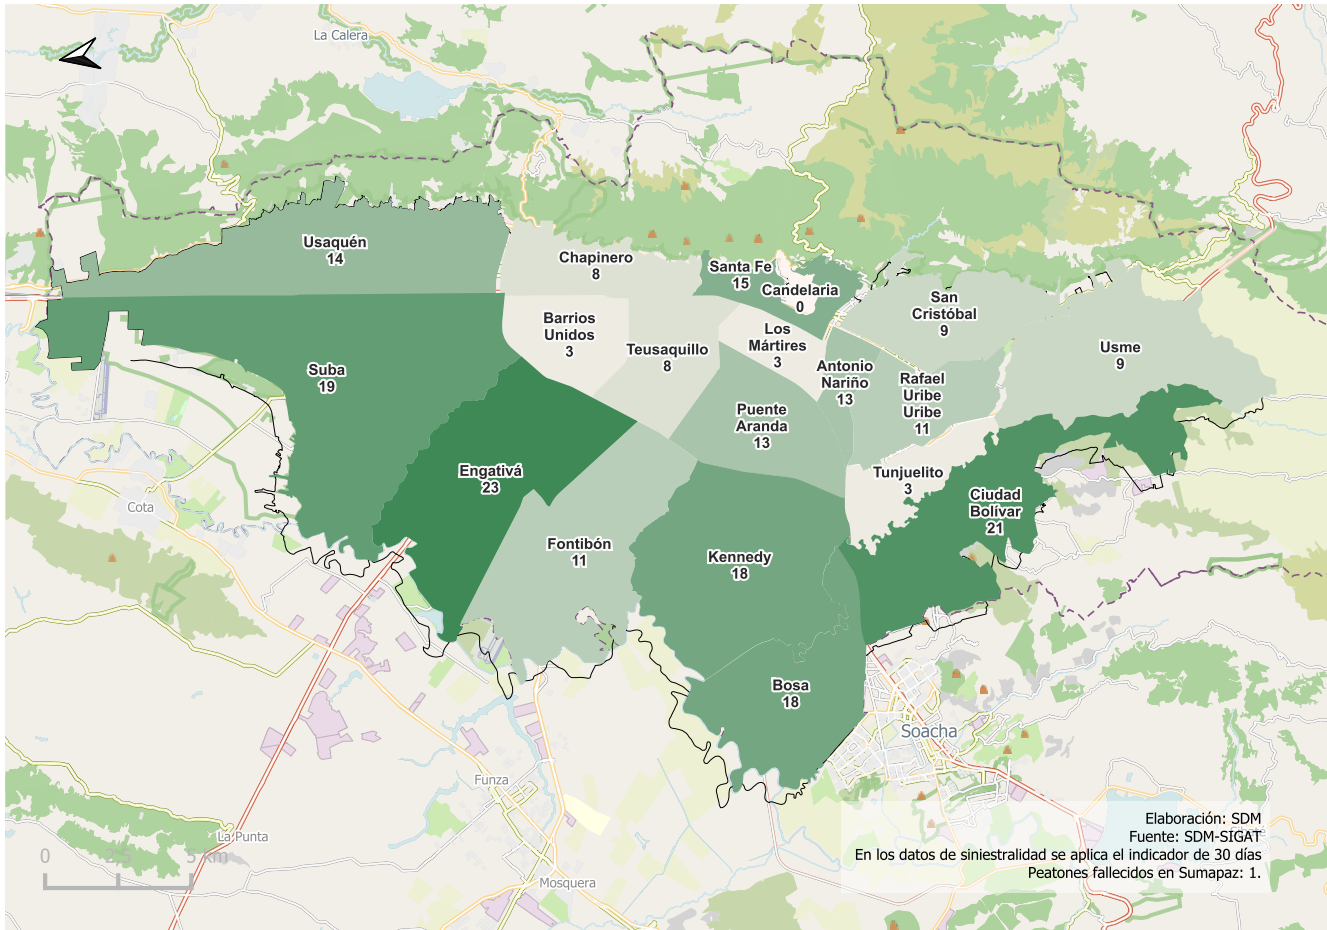 La Calera
Usaquén
14
Chapinero
8
Santa Fe
15
Candelaria
0
San
Cristóbal
9
Barrios
Unidos
3
Los
Mártires
3
Teusaquillo
8
Usme
9
Suba
19
Antonio
Nariño
13
Rafael
Uribe
Uribe
11
Puente
Aranda
13
Engativá
23
Tunjuelito
3
Ciudad
Bolívar
21
Cota
Fontibón
11
Kennedy
18
Bosa
18
Soacha
Funza
La Punta
Mosquera
0 2.5 5 km
Elaboración: SDM
Fuente: SDM-SIGAT
En los datos de siniestralidad se aplica el indicador de 30 días
Peatones fallecidos en Sumapaz: 1.